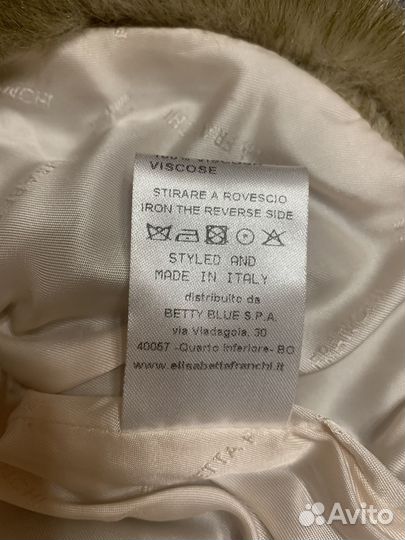 VISCOSE
STIRARE A ROVESCIO
IRON THE REVERSE SIDE
STYLED AND
MADE IN ITALY
distribuito da
BETTY BLUE S.P.A.
via Viadagola, 30
40057 -Quarto Inferiore- BO
www.elisabettafranchi.it
Avito